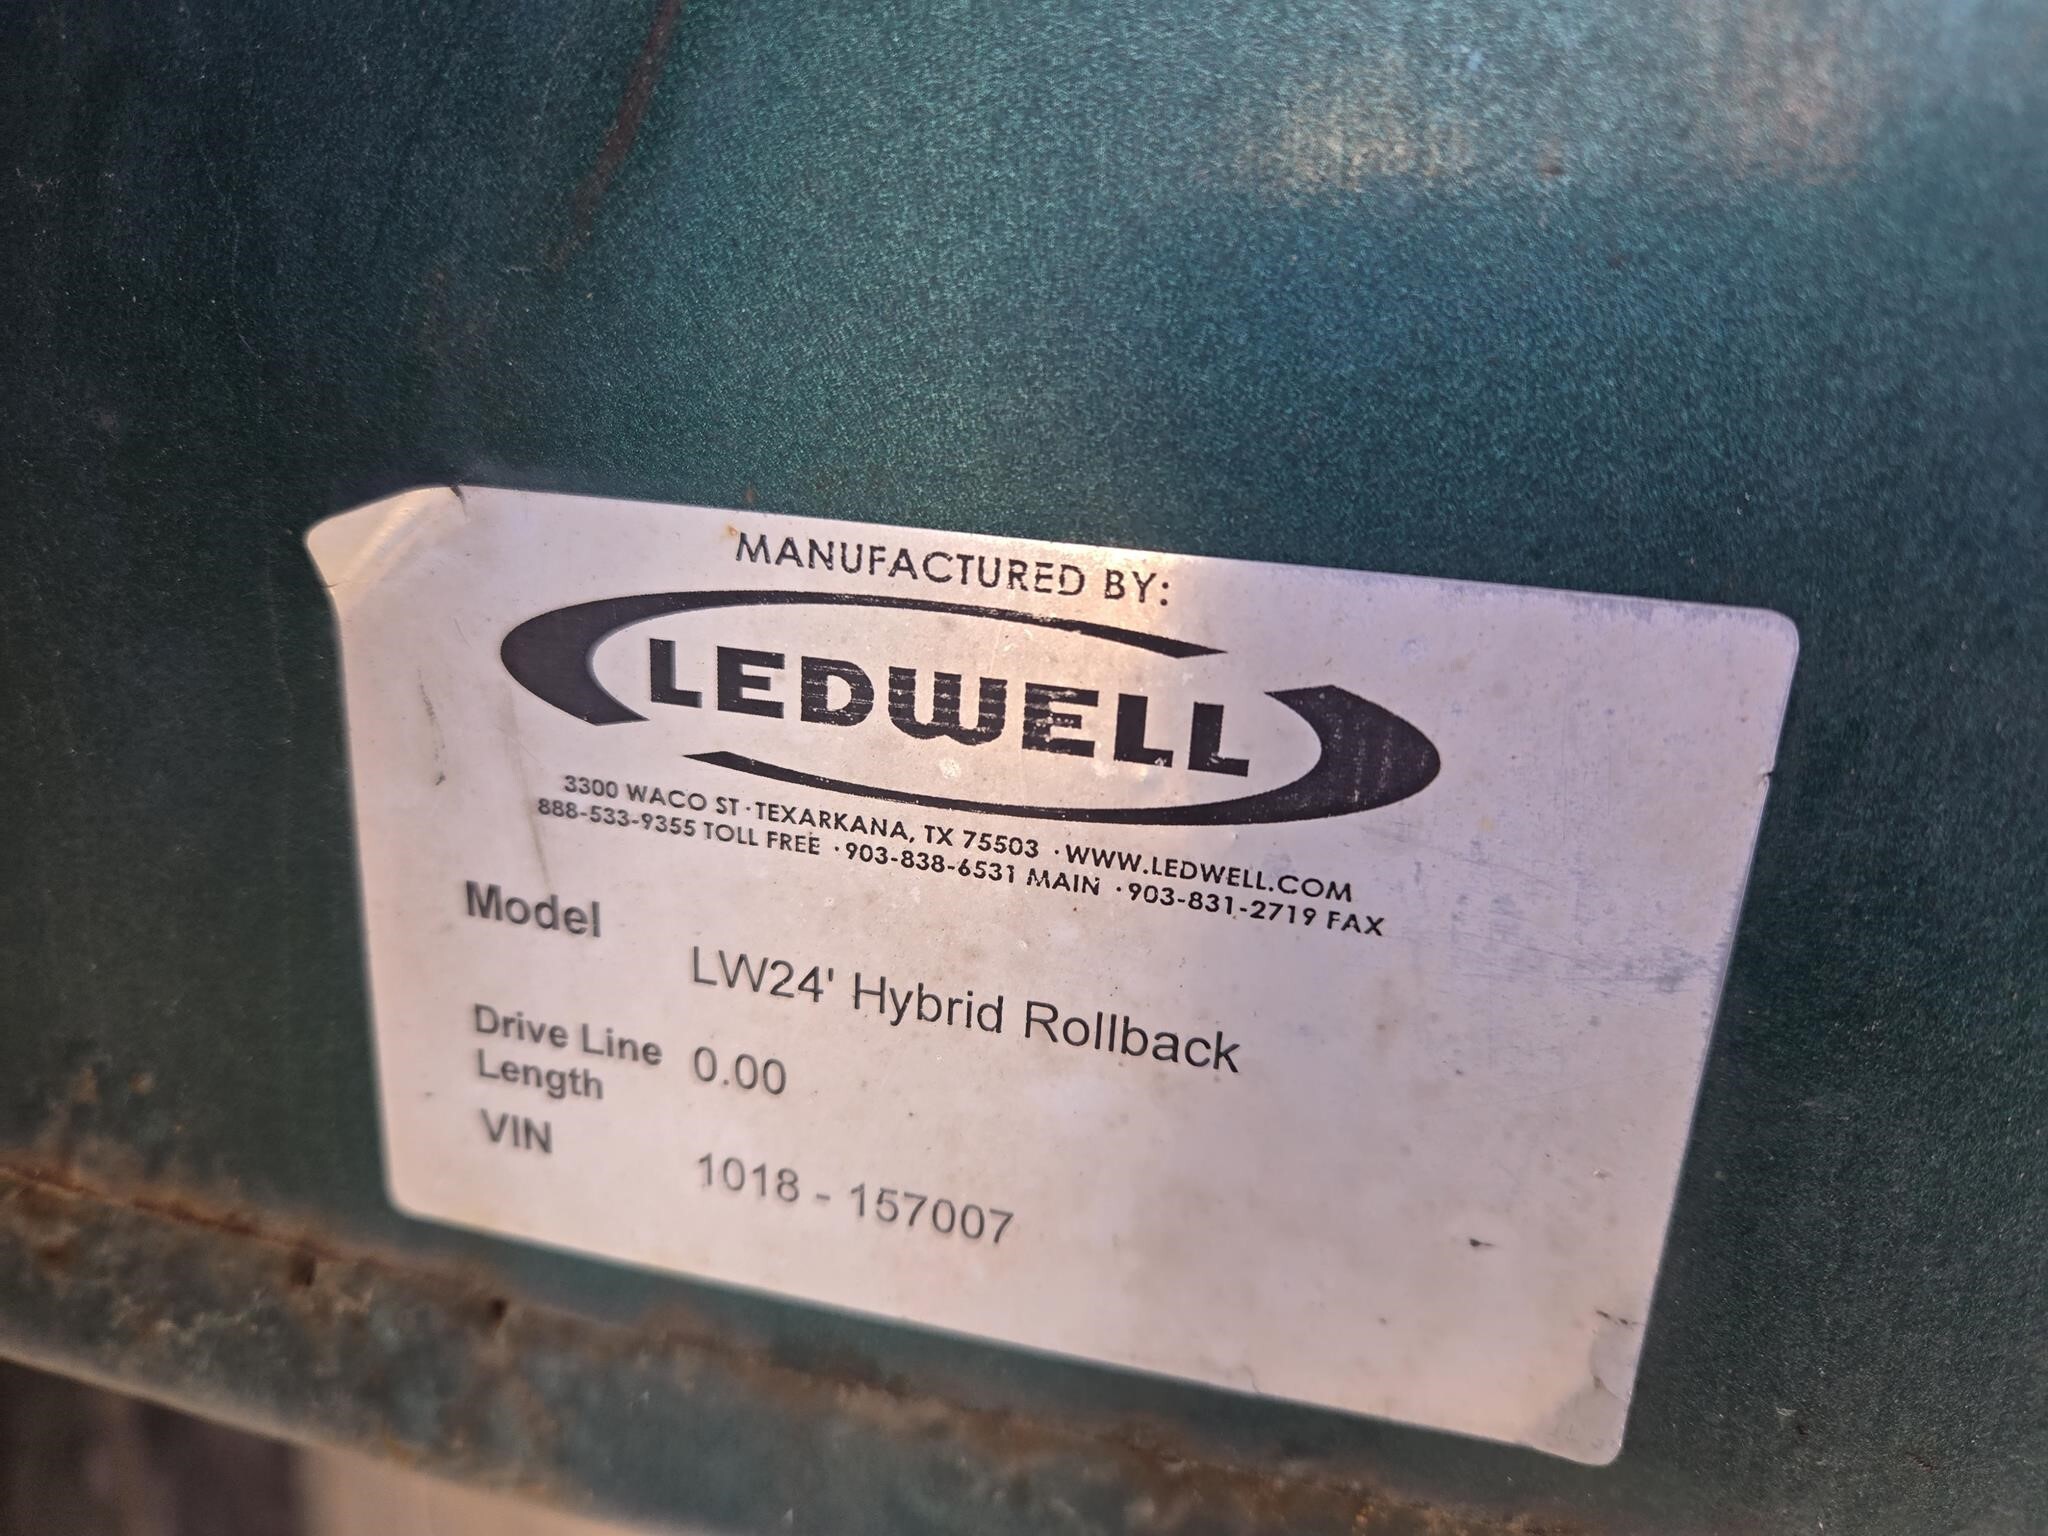 MANUFACTURED BY:
LEDWELL
3300 WACO ST · TEXARKANA, TX 75503 · WWW.LEDWELL.COM
888-533-9355 TOLL FREE · 903-838-6531 MAIN · 903-831-2719 FAX
Model LW24' Hybrid Rollback
Drive Line Length 0.00
VIN 1018 - 157007